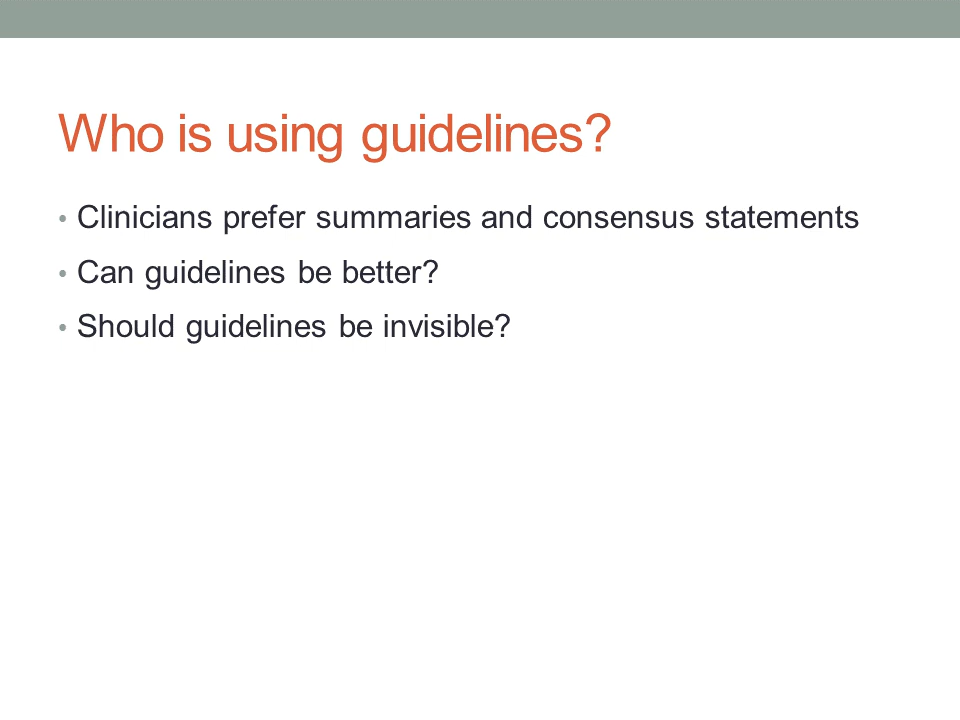 Who is using guidelines?
• Clinicians prefer summaries and consensus statements
• Can guidelines be better?
• Should guidelines be invisible?